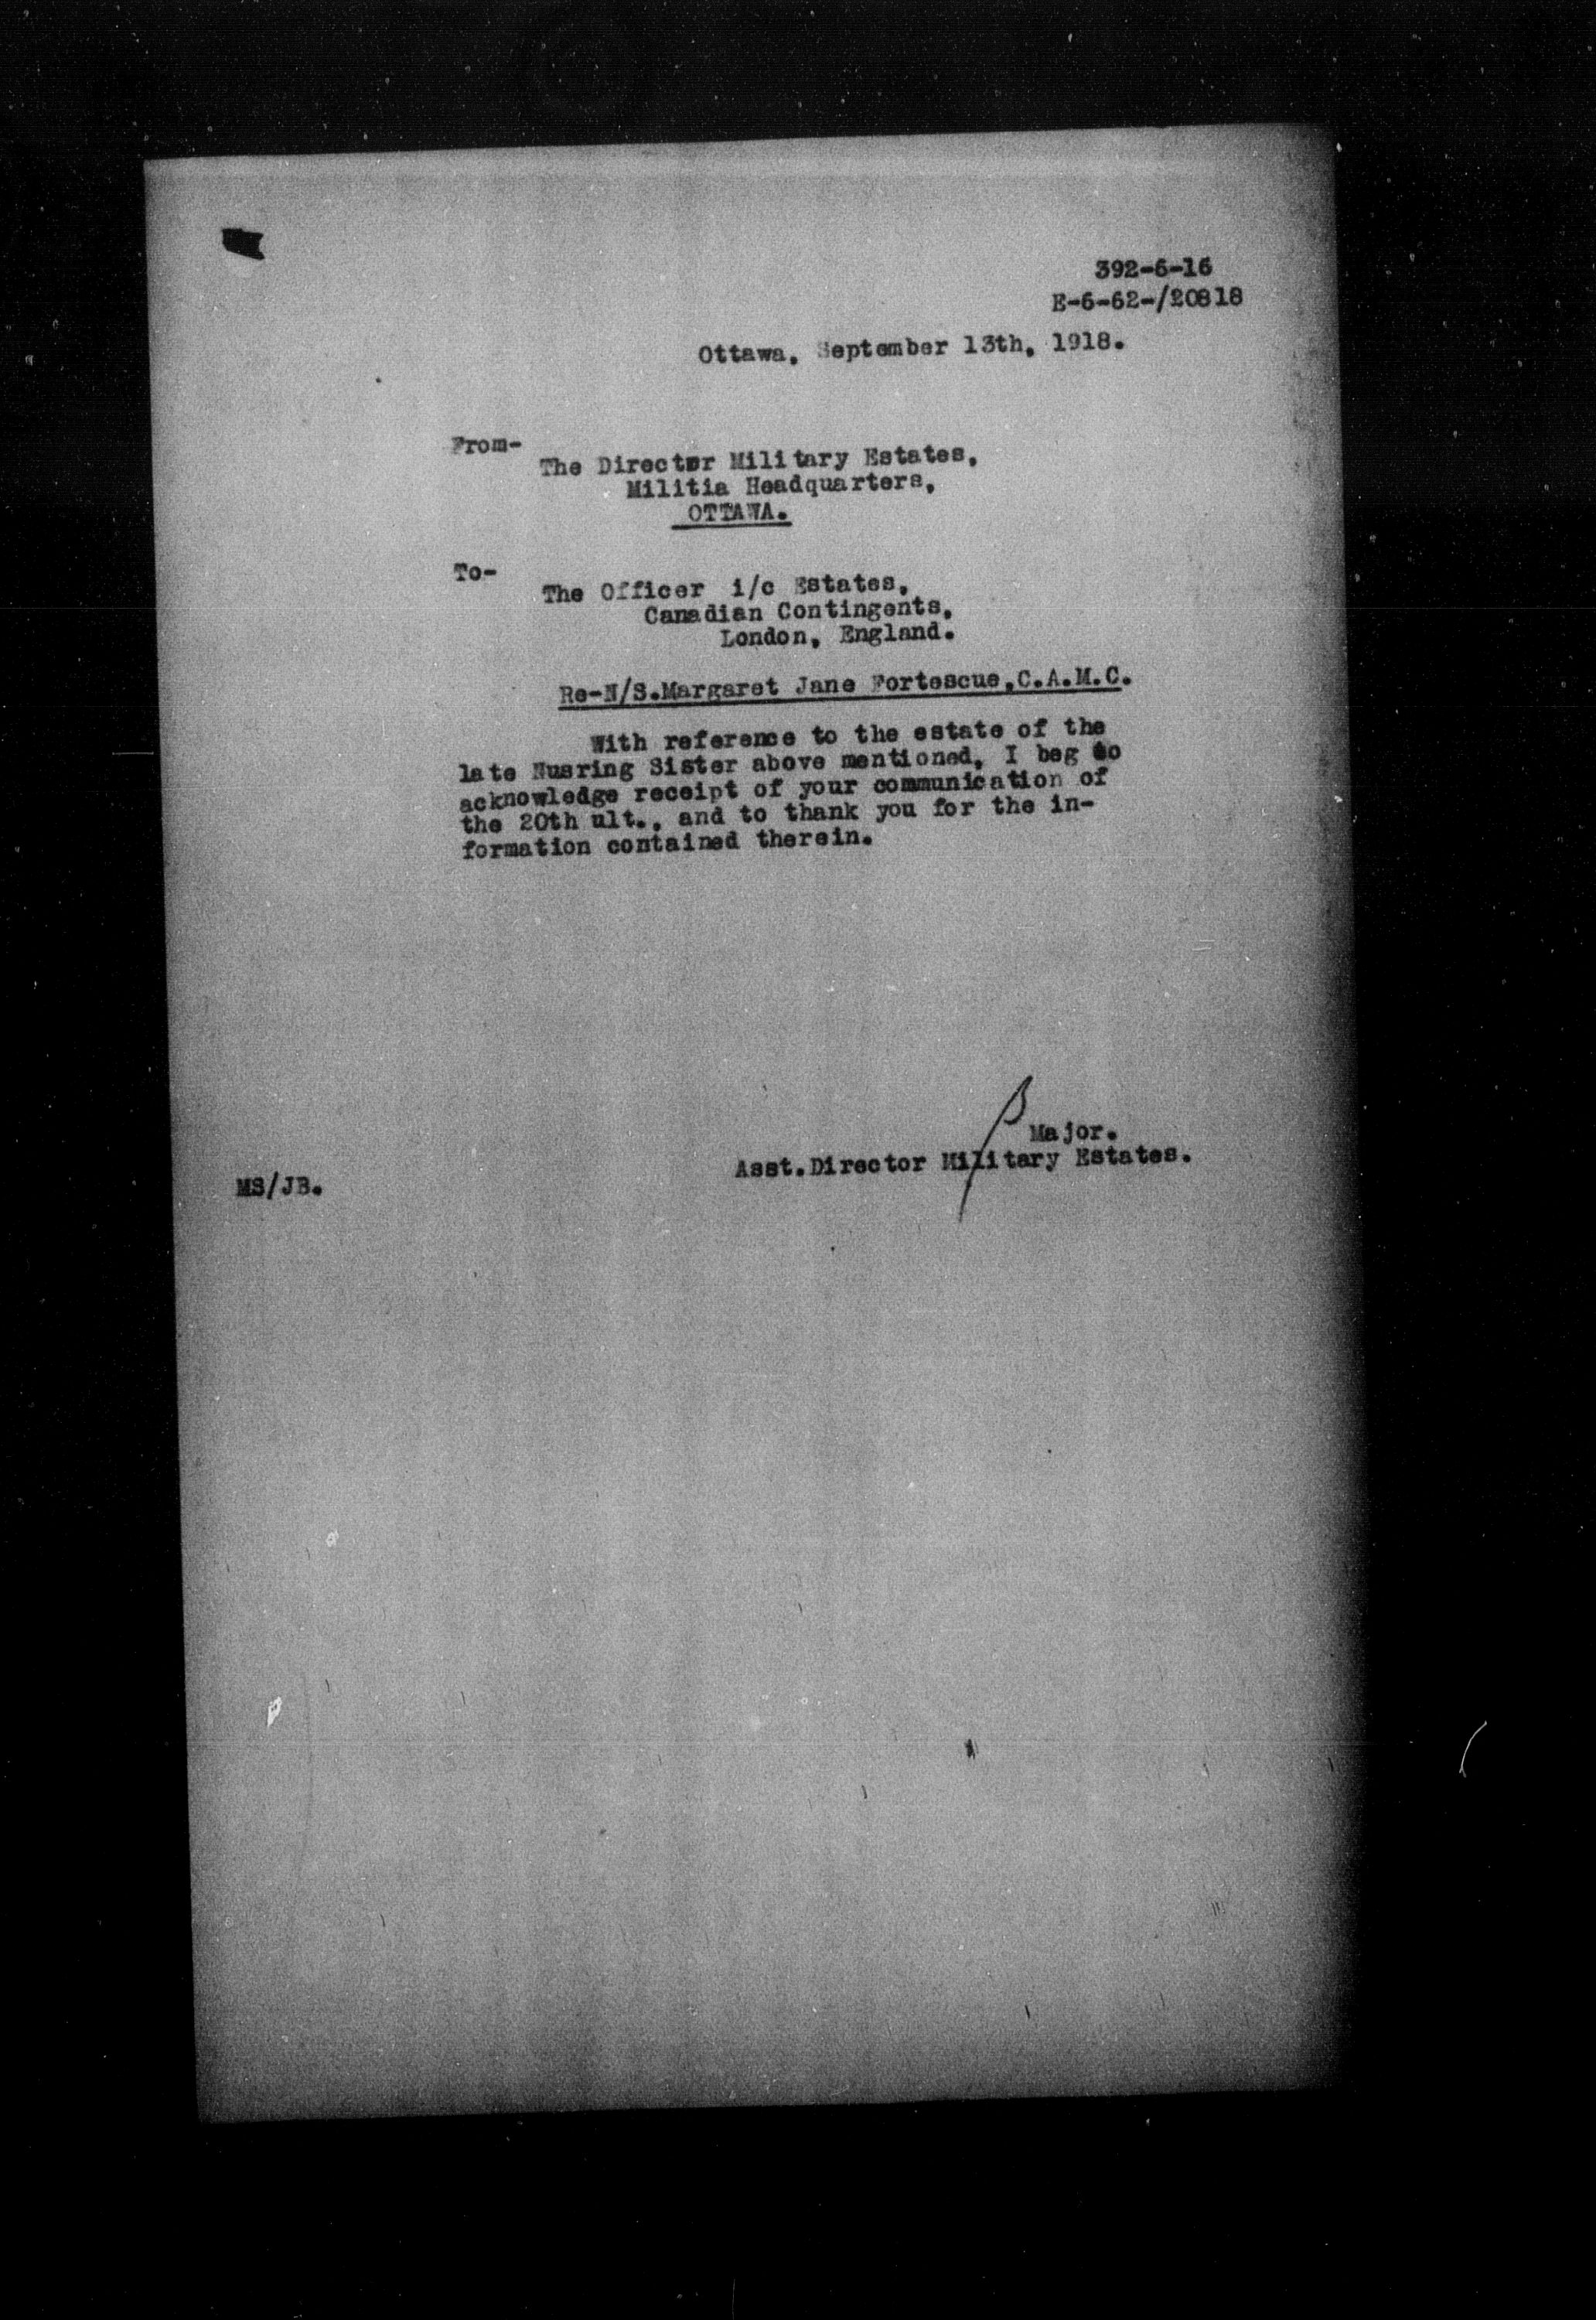 392-6-16
E-6-62-/20818
Ottawa, September 13th, 1918.
From-
The Director Military Estates,
Militia Headquarters,
OTTAWA.
To-
The Officer i/c Estates,
Canadian Contingents,
London, England.
Re-N/S.Margaret Jane Fortescue,C.A.M.C.
With reference to the estate of the
late Nusring Sister above mentioned, I beg to
acknowledge receipt of your communication of
the 20th ult., and to thank you for the in-
formation contained therein.
Major.
Asst.Director Military Estates.
MS/JB.